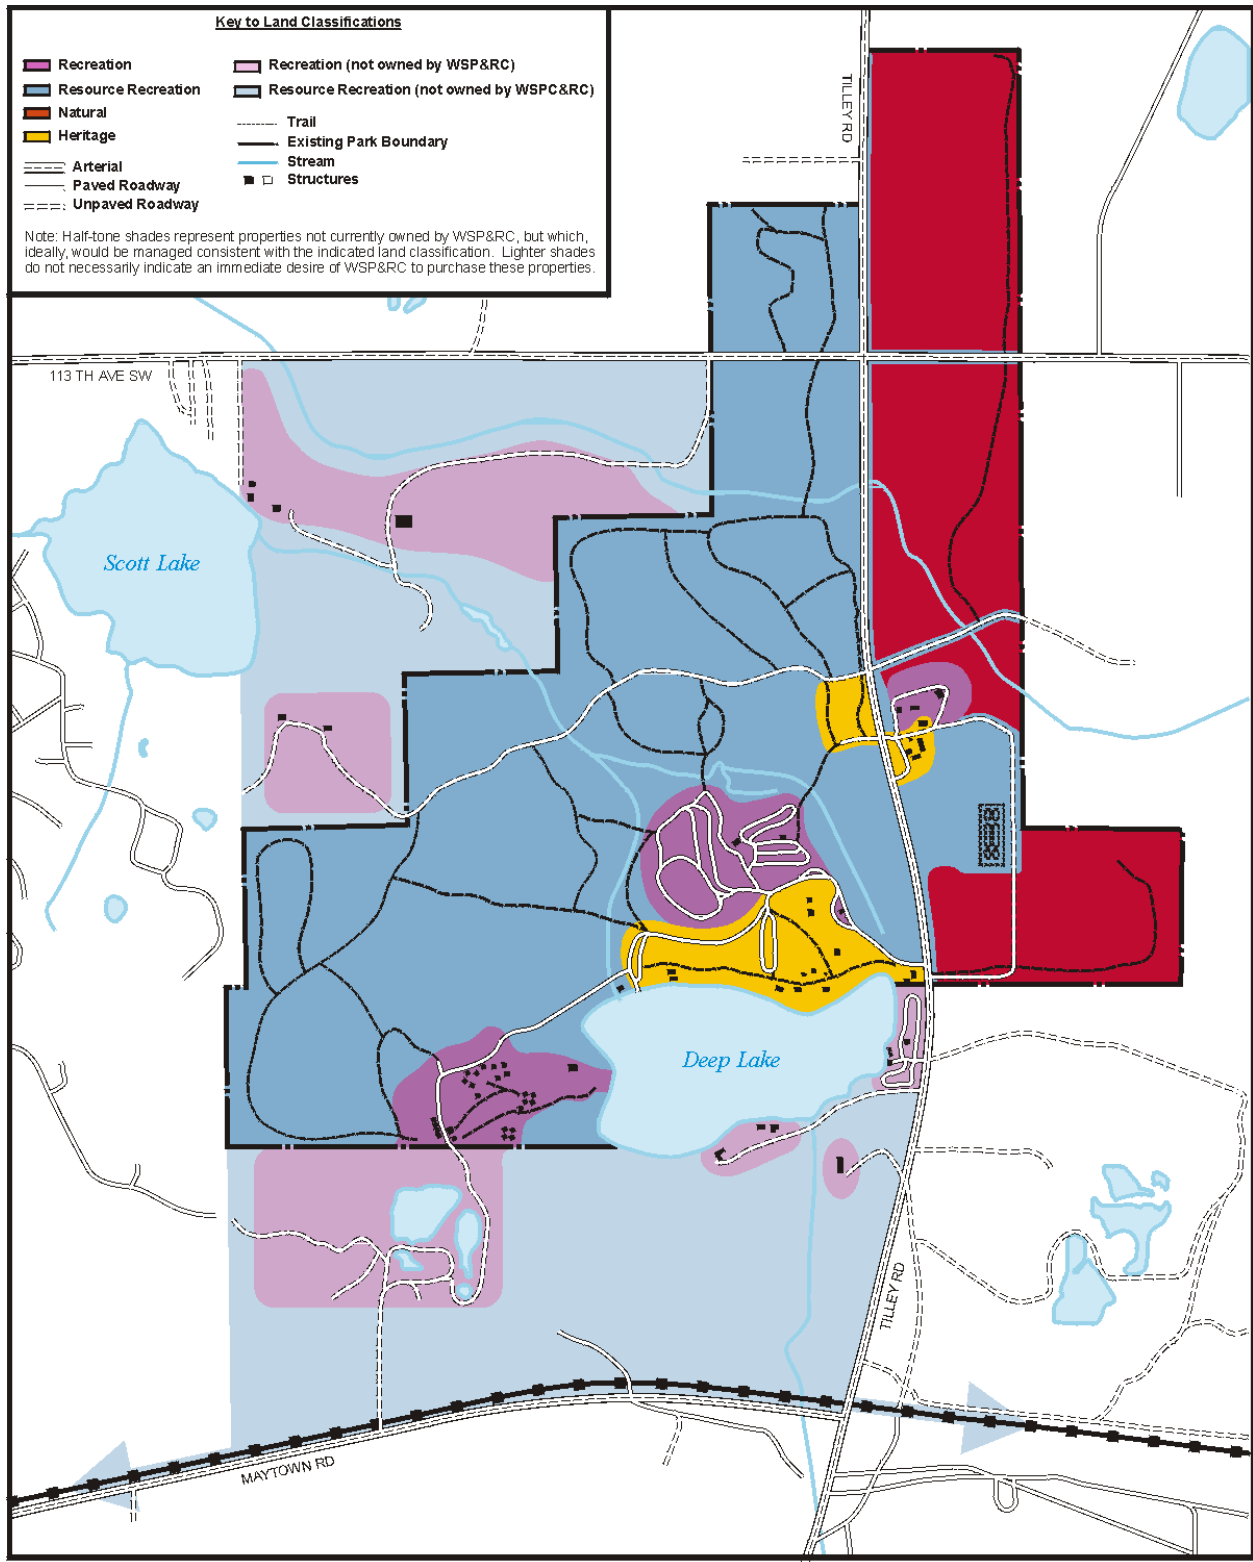 Key to Land Classifications
Recreation
Resource Recreation
Natural
Heritage
Arterial
Paved Roadway
Unpaved Roadway
Recreation (not owned by WSP&RC)
Resource Recreation (not owned by WSPC&RC)
Trail
Existing Park Boundary
Stream
Structures
Note: Half-tone shades represent properties not currently owned by WSP&RC, but which,
ideally, would be managed consistent with the indicated land classification. Lighter shades
do not necessarily indicate an immediate desire of WSP&RC to purchase these properties.
TILLEY RD
113 TH AVE SW
Scott Lake
Deep Lake
TILLEY RD
MAYTOWN RD